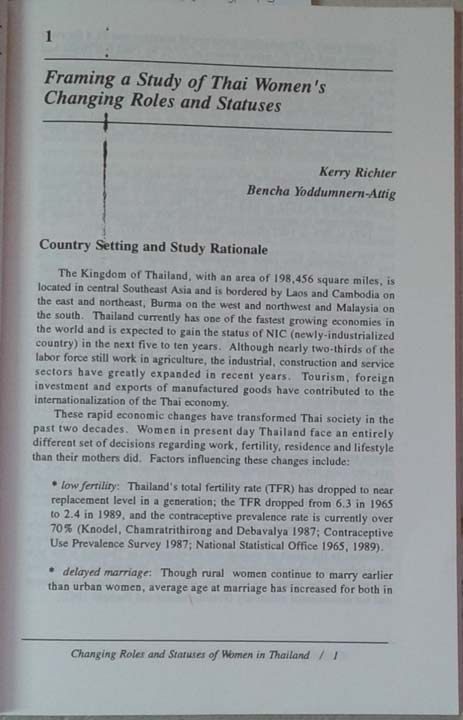 1
Framing a Study of Thai Women's
Changing Roles and Statuses
Kerry Richter
Bencha Yoddumnern-Attig
Country Setting and Study Rationale
The Kingdom of Thailand, with an area of 198,456 square miles, is
located in central Southeast Asia and is bordered by Laos and Cambodia on
the east and northeast, Burma on the west and northwest and Malaysia on
the south. Thailand currently has one of the fastest growing economies in
the world and is expected to gain the status of NIC (newly-industrialized
country) in the next five to ten years. Although nearly two-thirds of the
labor force still work in agriculture, the industrial, construction and service
sectors have greatly expanded in recent years. Tourism, foreign
investment and exports of manufactured goods have contributed to the
internationalization of the Thai economy.
These rapid economic changes have transformed Thai society in the
past two decades. Women in present day Thailand face an entirely
different set of decisions regarding work, fertility, residence and lifestyle
than their mothers did. Factors influencing these changes include:
* low fertility: Thailand's total fertility rate (TFR) has dropped to near
replacement level in a generation; the TFR dropped from 6.3 in 1965
to 2.4 in 1989, and the contraceptive prevalence rate is currently over
70% (Knodel, Chamratrithirong and Debavalya 1987; Contraceptive
Use Prevalence Survey 1987; National Statistical Office 1965, 1989).
* delayed marriage: Though rural women continue to marry earlier
than urban women, average age at marriage has increased for both in
Changing Roles and Statuses of Women in Thailand / 1